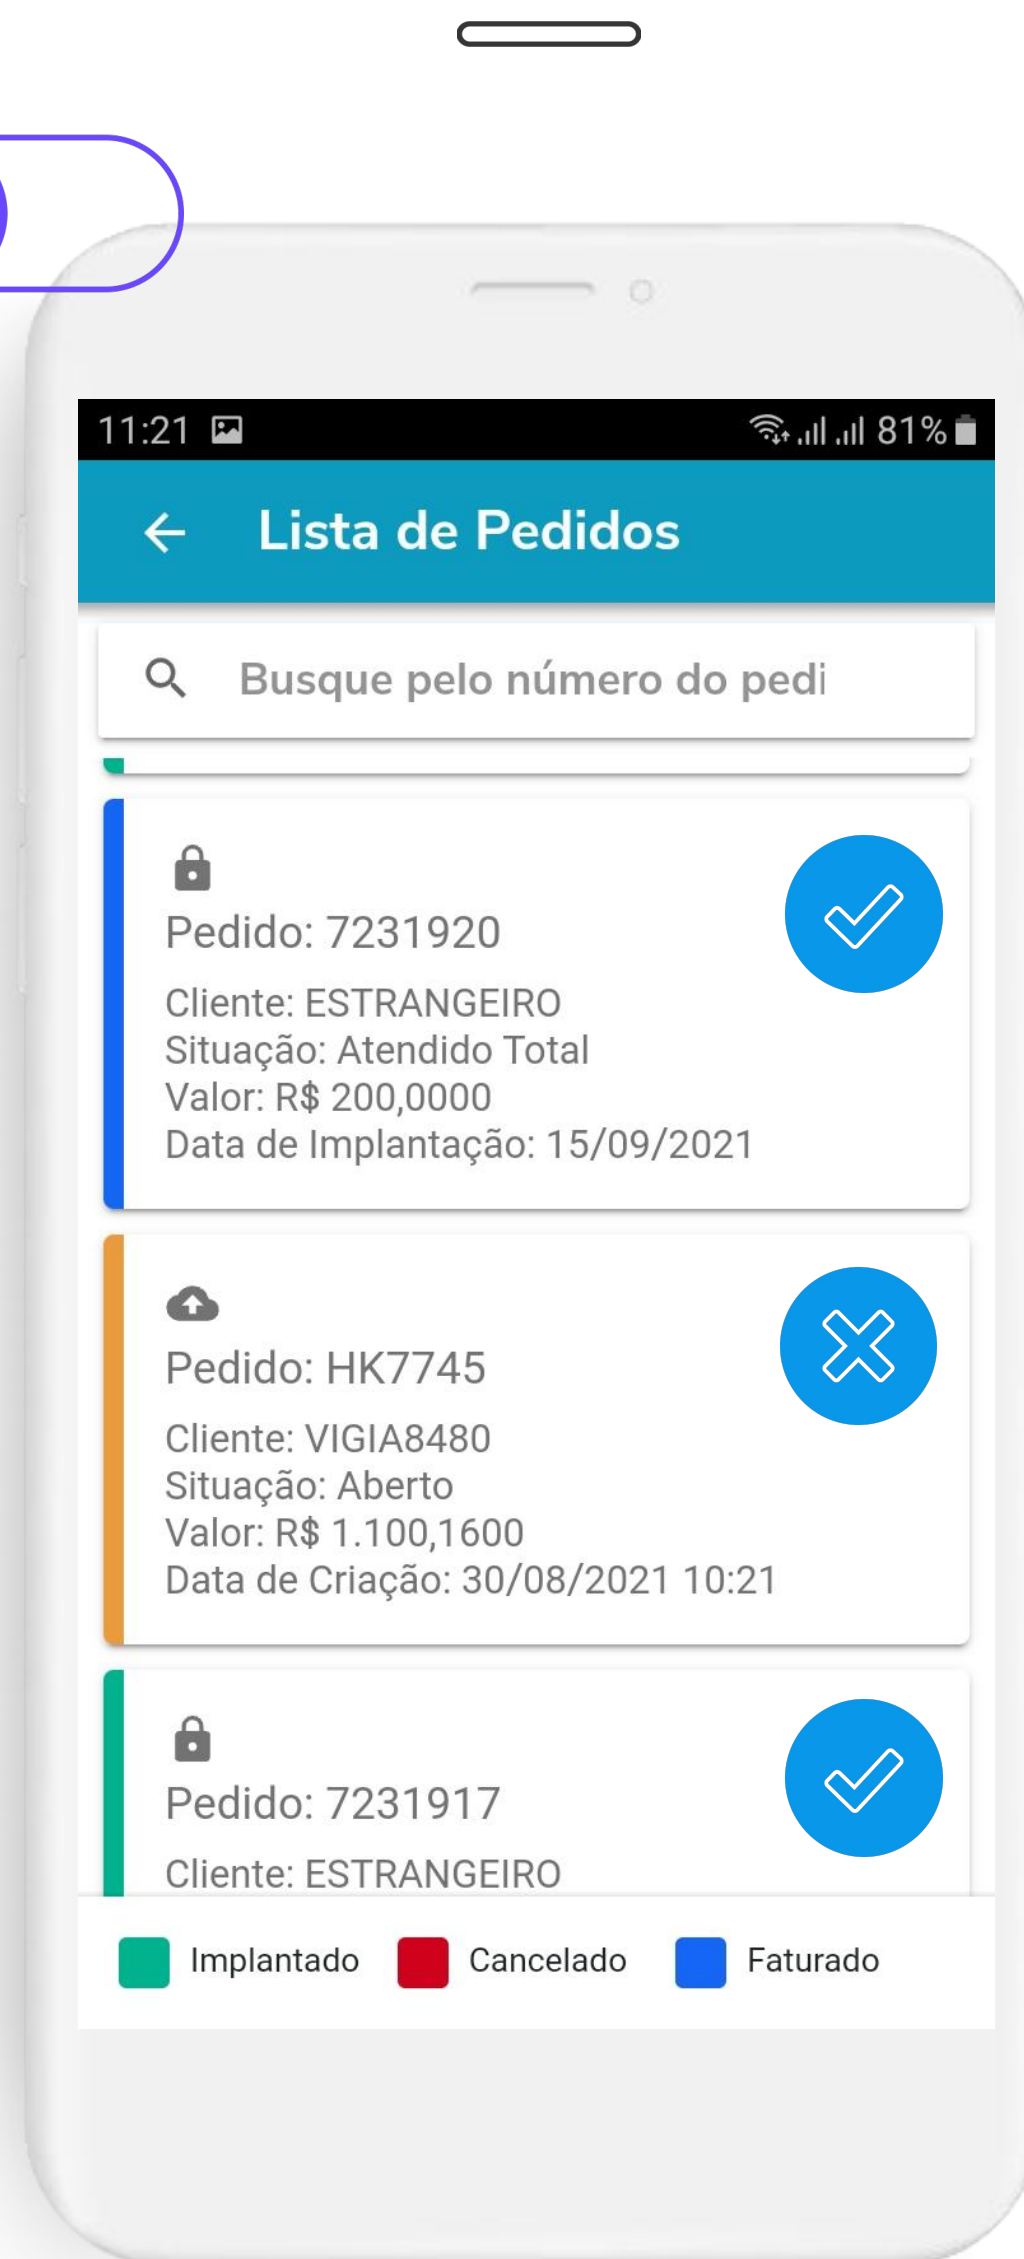 11:21 81%
Lista de Pedidos
Busque pelo número do pedi
Pedido: 7231920
Cliente: ESTRANGEIRO
Situação: Atendido Total
Valor: R$ 200,0000
Data de Implantação: 15/09/2021
Pedido: HK7745
Cliente: VIGIA8480
Situação: Aberto
Valor: R$ 1.100,1600
Data de Criação: 30/08/2021 10:21
Pedido: 7231917
Cliente: ESTRANGEIRO
Implantado Cancelado Faturado